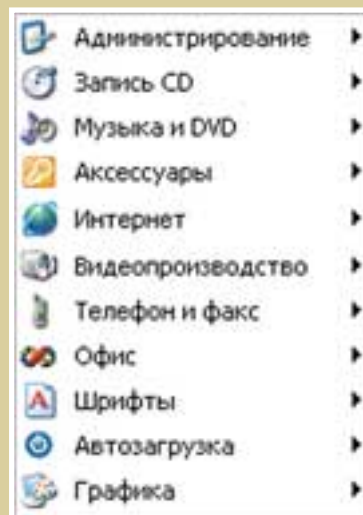 Администрирование
Запись CD
Музыка и DVD
Аксессуары
Интернет
Видеопроизводство
Телефон и факс
Офис
Шрифты
Автозагрузка
Графика